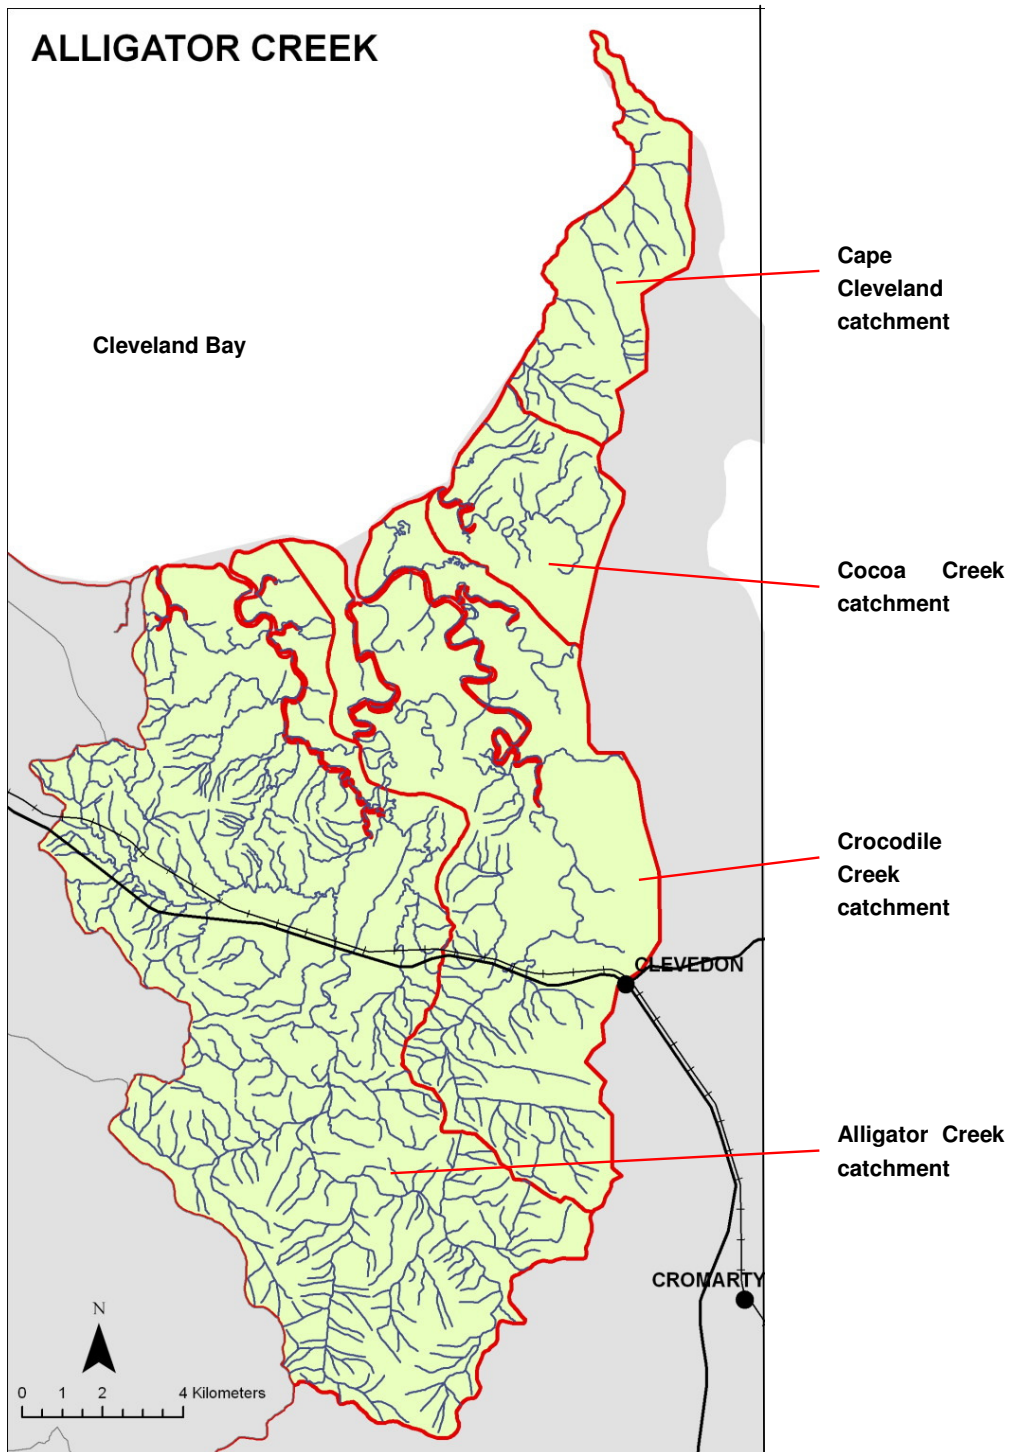 ALLIGATOR CREEK
Cape
Cleveland
catchment
Cleveland Bay
Cocoa Creek
catchment
Crocodile
Creek
catchment
CLEVEDON
Alligator Creek
catchment
CROMARTY
N
0 1 2 4 Kilometers